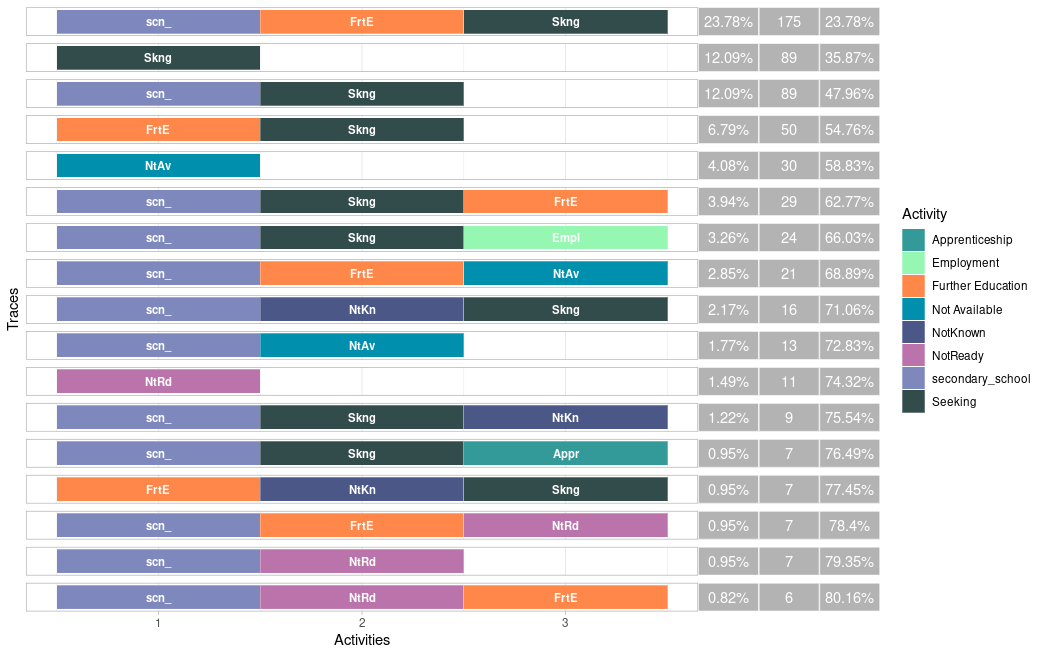 scn_ FrtE Skng 23.78% 175 23.78%
Skng 12.09% 89 35.87%
scn_ Skng 12.09% 89 47.96%
FrtE Skng 6.79% 50 54.76%
NtAv 4.08% 30 58.83%
scn_ Skng FrtE 3.94% 29 62.77%
scn_ Skng Empl 3.26% 24 66.03%
scn_ FrtE NtAv 2.85% 21 68.89%
scn_ NtKn Skng 2.17% 16 71.06%
scn_ NtAv 1.77% 13 72.83%
NtRd 1.49% 11 74.32%
scn_ Skng NtKn 1.22% 9 75.54%
scn_ Skng Appr 0.95% 7 76.49%
FrtE NtKn Skng 0.95% 7 77.45%
scn_ FrtE NtRd 0.95% 7 78.4%
scn_ NtRd 0.95% 7 79.35%
scn_ NtRd FrtE 0.82% 6 80.16%
1 2 3
Activities
Traces
Activity
Apprenticeship
Employment
Further Education
Not Available
NotKnown
NotReady
secondary_school
Seeking